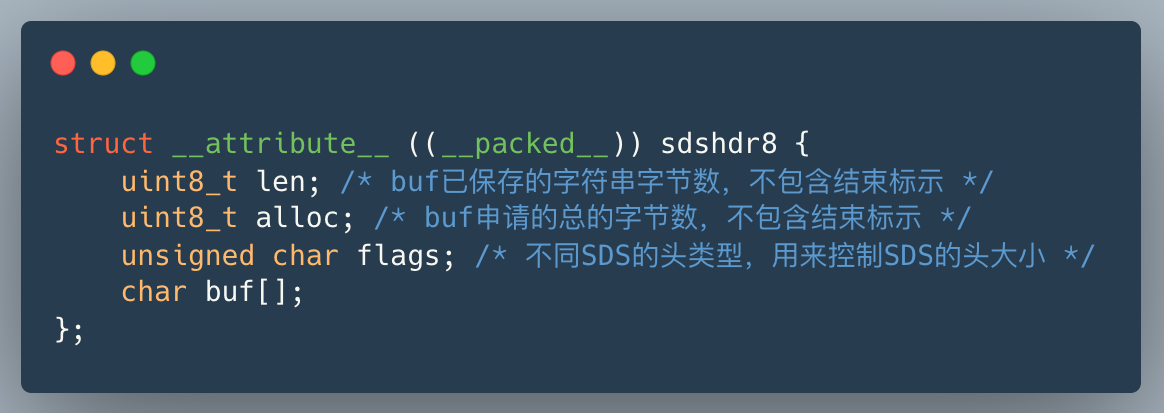 struct __attribute__ ((__packed__)) sdshdr8 {
    uint8_t len; /* buf已保存的字符串字节数，不包含结束标示 */
    uint8_t alloc; /* buf申请的总的字节数，不包含结束标示 */
    unsigned char flags; /* 不同SDS的头类型，用来控制SDS的头大小 */
    char buf[];
};